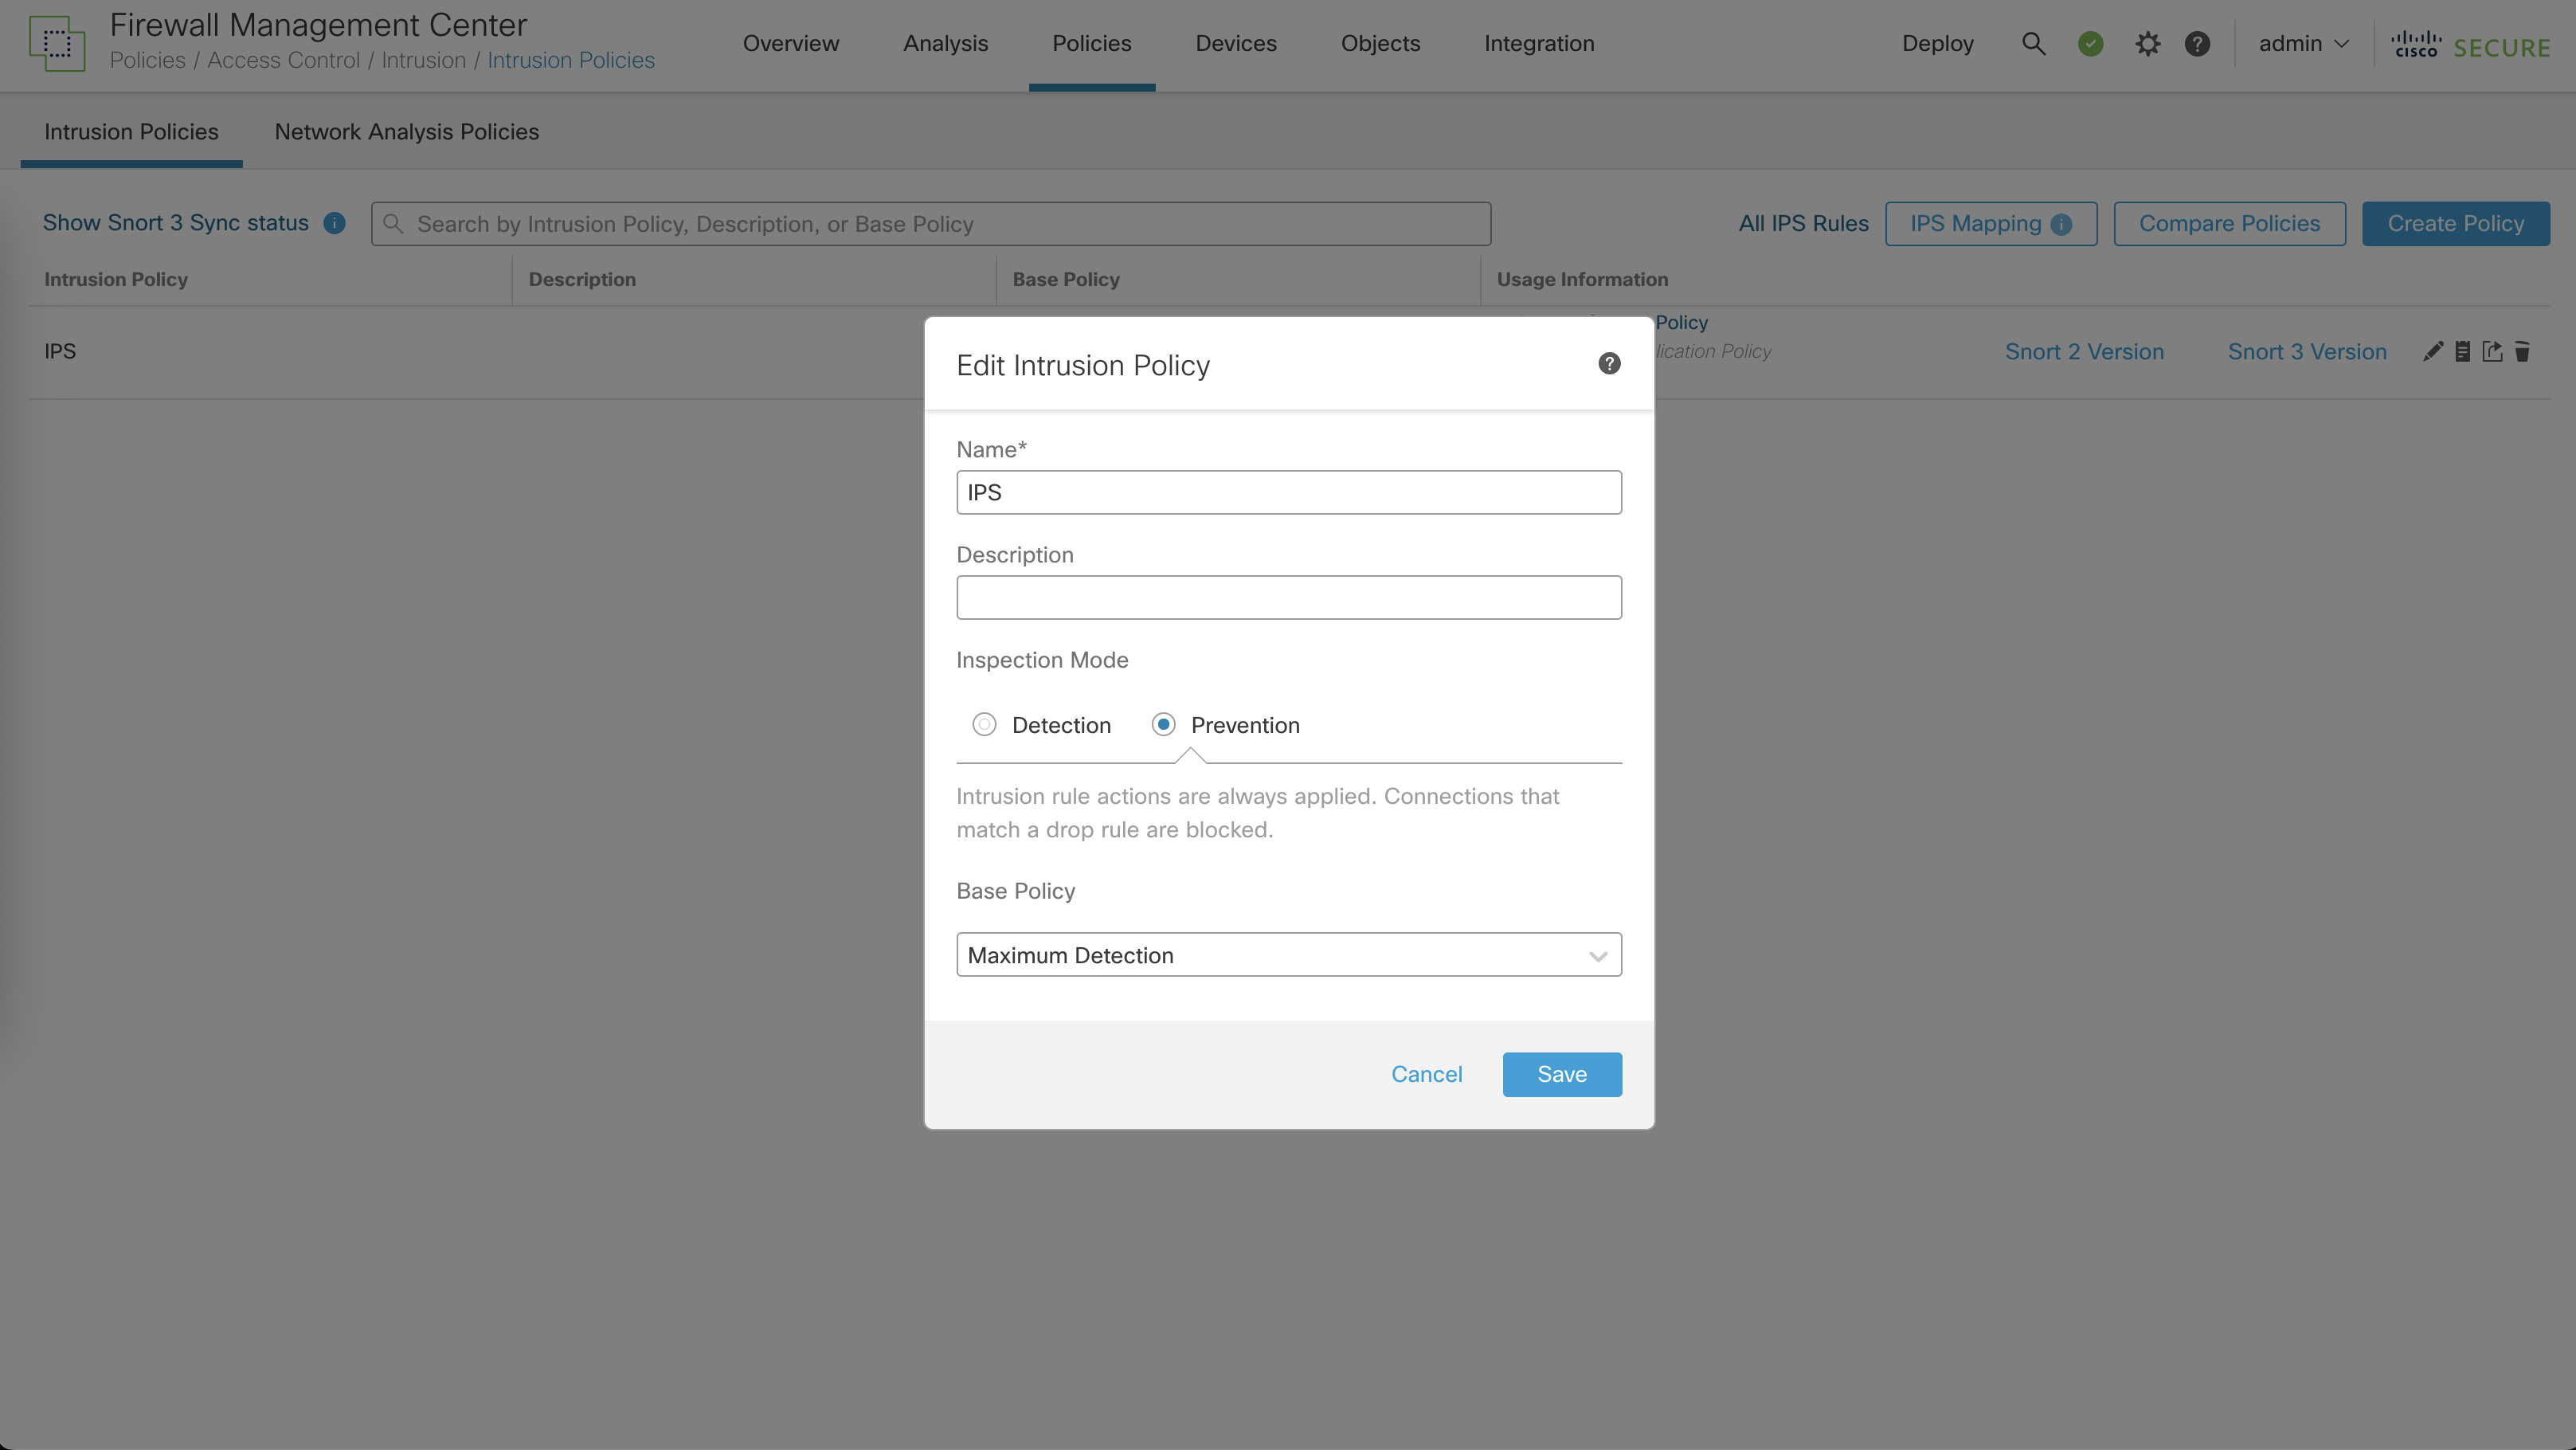 Firewall Management Center
Policies / Access Control / Intrusion / Intrusion Policies
Overview
Analysis
Policies
Devices
Objects
Integration
Deploy
admin
CISCO SECURE
Intrusion Policies
Network Analysis Policies
Show Snort 3 Sync status
Search by Intrusion Policy, Description, or Base Policy
All IPS Rules
IPS Mapping
Compare Policies
Create Policy
Intrusion Policy
Description
Base Policy
Usage Information
IPS
Policy
Policy
Snort 2 Version
Snort 3 Version
Edit Intrusion Policy
Name*
IPS
Description
Inspection Mode
Detection
Prevention
Intrusion rule actions are always applied. Connections that
match a drop rule are blocked.
Base Policy
Maximum Detection
Cancel
Save